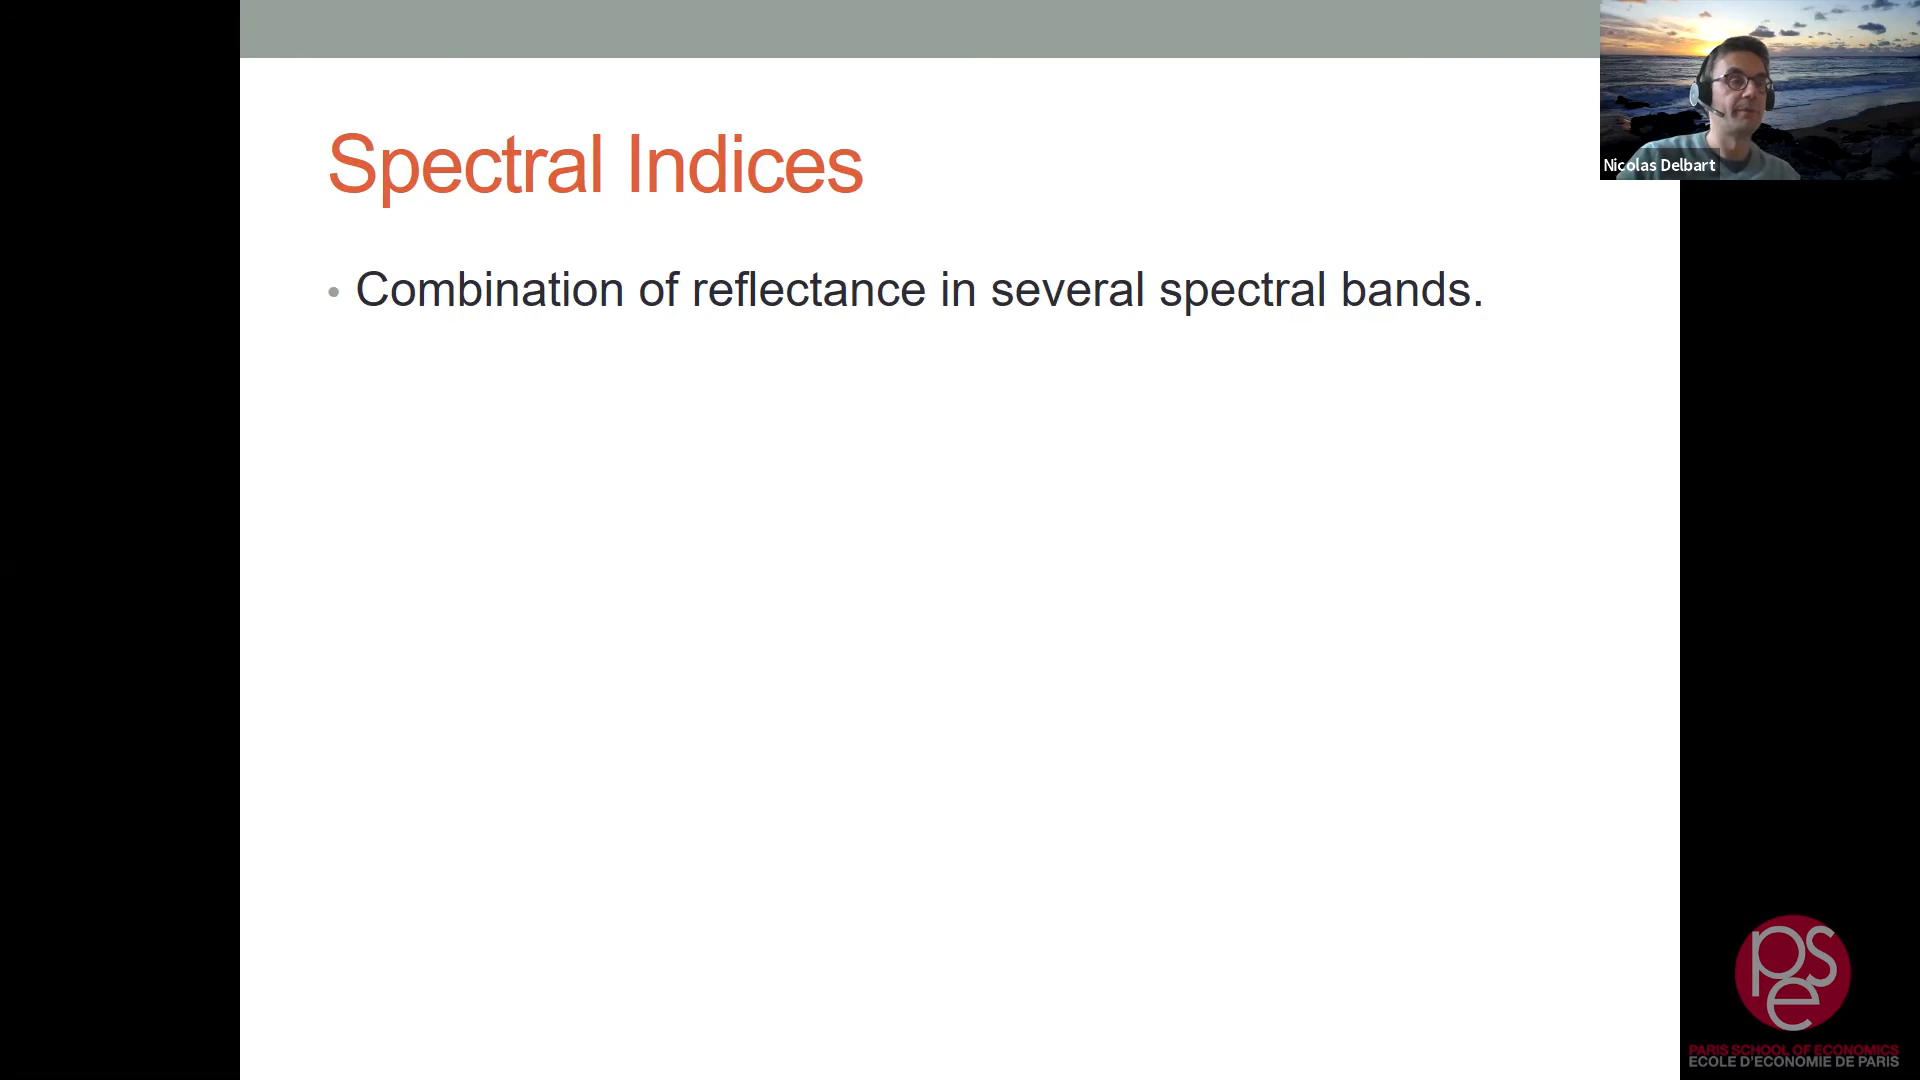 Spectral Indices
• Combination of reflectance in several spectral bands.
Nicolas Delbart
pse
PARIS SCHOOL OF ECONOMICS
ECOLE D'ECONOMIE DE PARIS